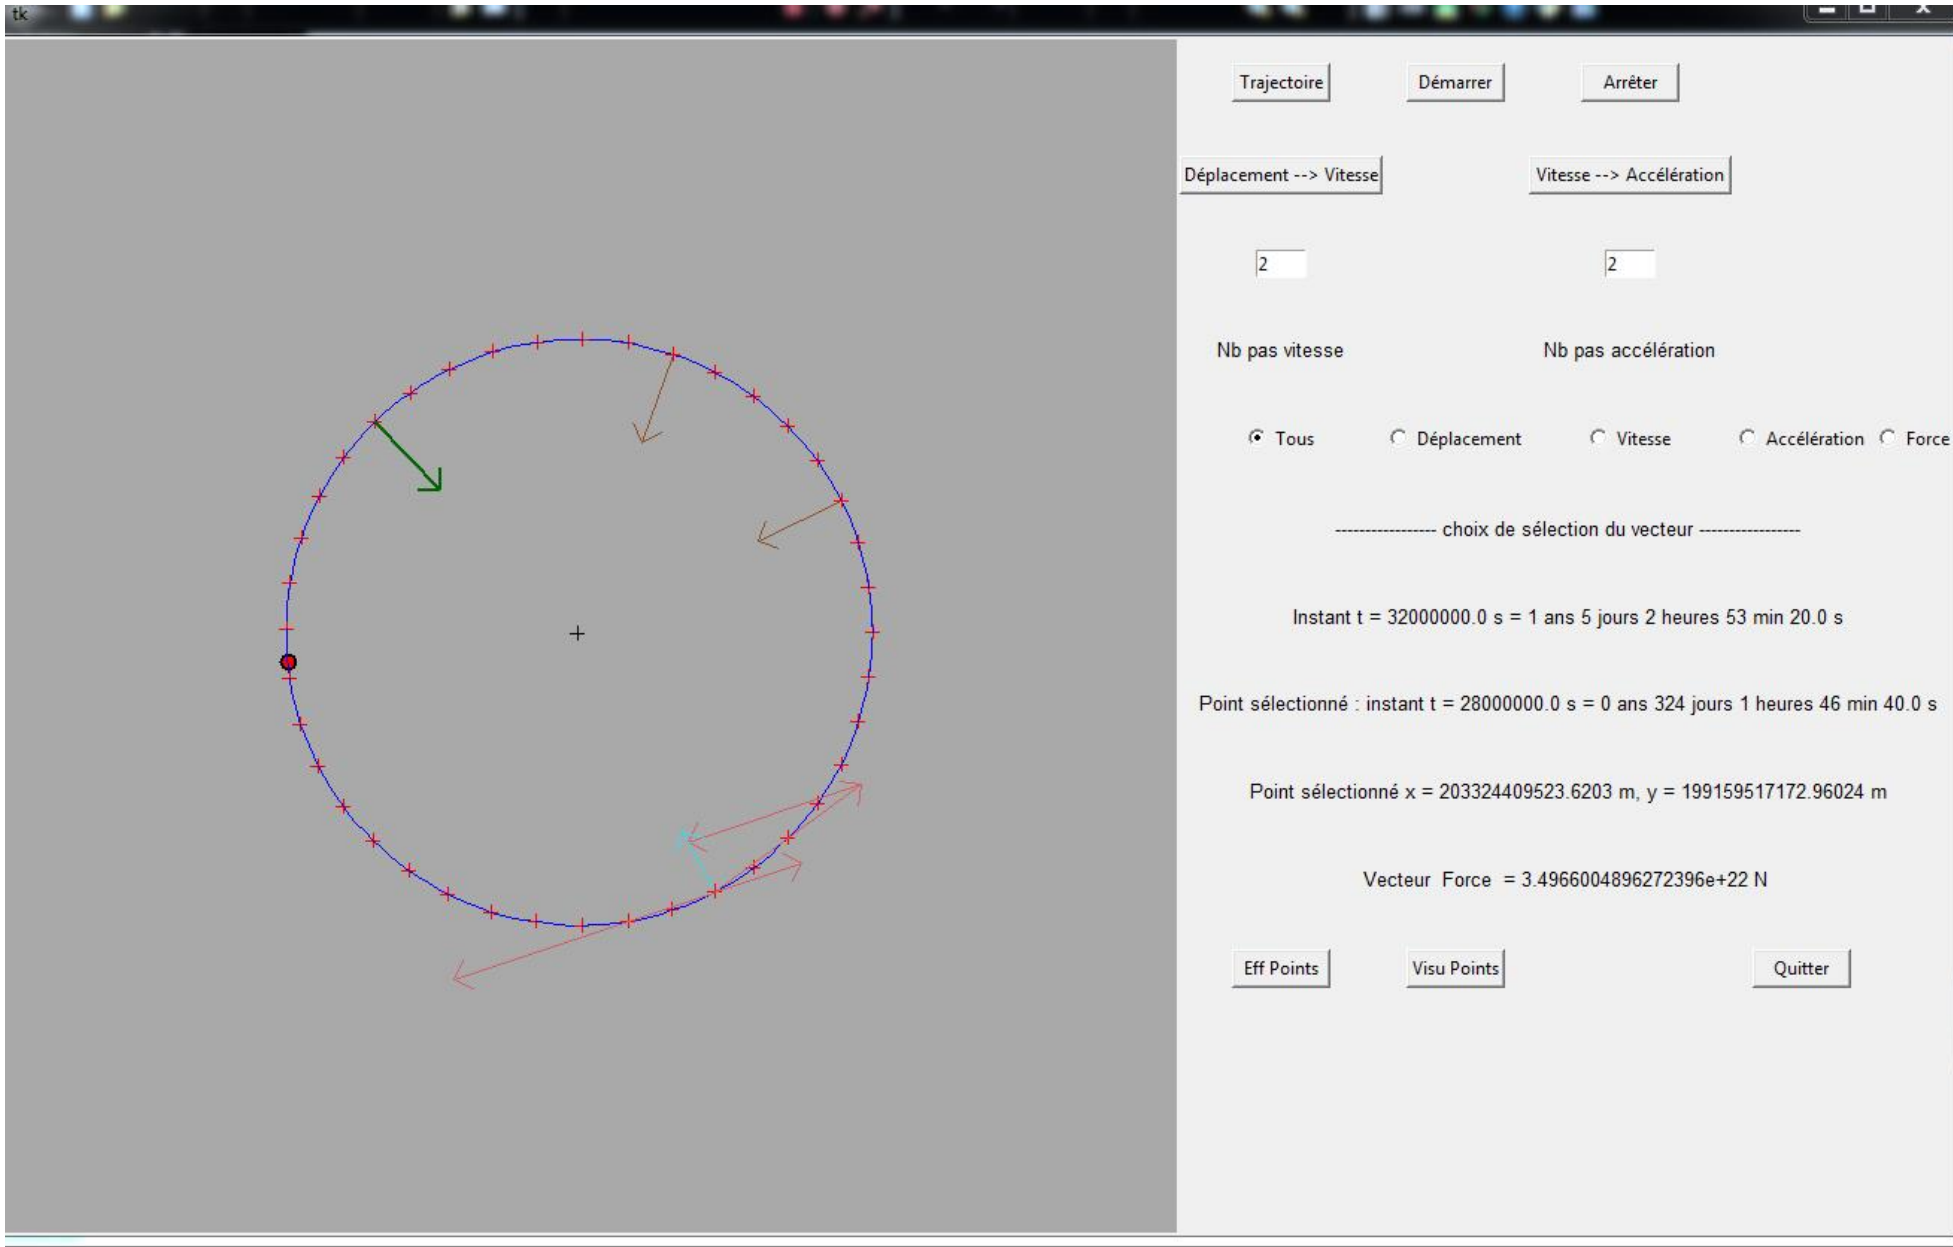 tk
Trajectoire Démarrer Arrêter
Déplacement --> Vitesse Vitesse --> Accélération
2 2
Nb pas vitesse Nb pas accélération
Tous Déplacement Vitesse Accélération Force
----------------- choix de sélection du vecteur -----------------
Instant t = 32000000.0 s = 1 ans 5 jours 2 heures 53 min 20.0 s
Point sélectionné : instant t = 28000000.0 s = 0 ans 324 jours 1 heures 46 min 40.0 s
Point sélectionné x = 203324409523.6203 m, y = 199159517172.96024 m
Vecteur Force = 3.4966004896272396e+22 N
Eff Points Visu Points Quitter